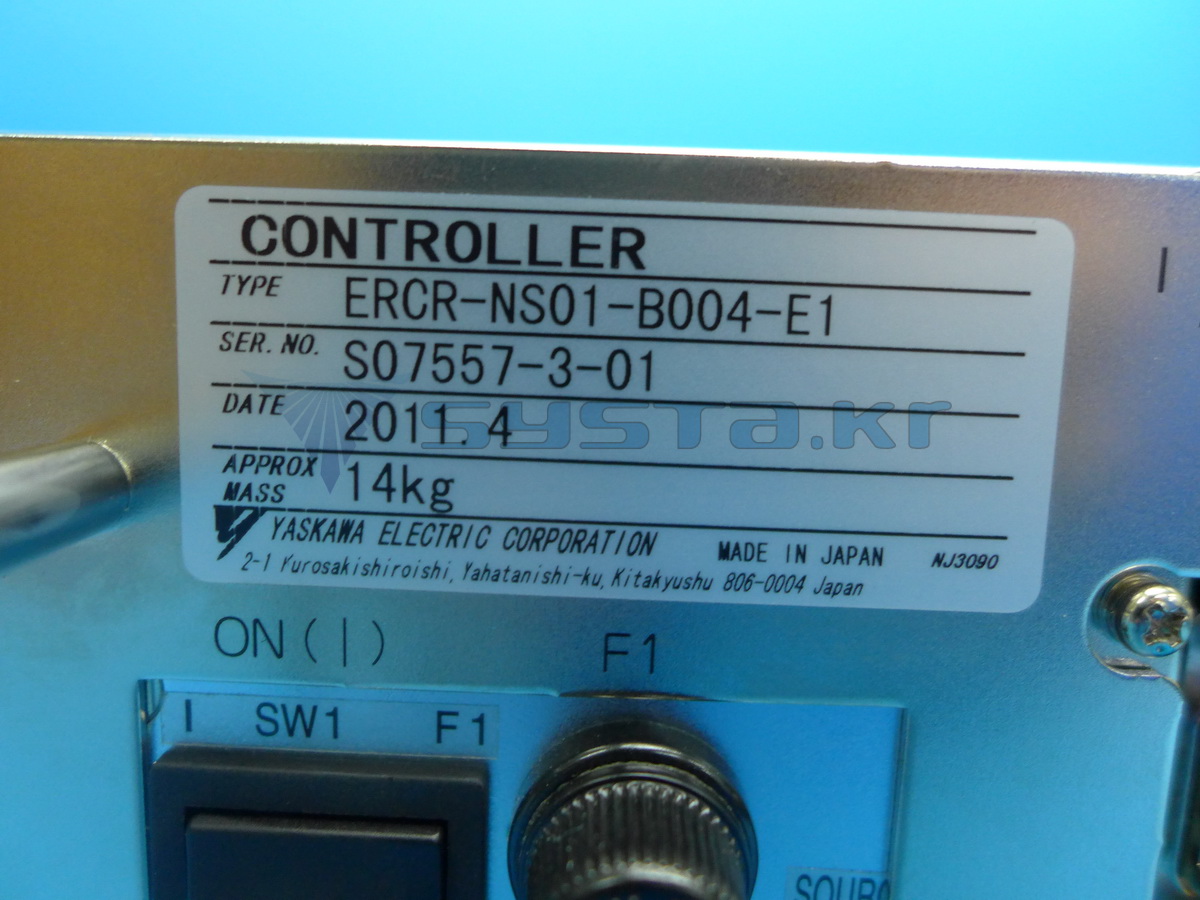 CONTROLLER
TYPE ERCR-NS01-B004-E1
SER. NO. S07557-3-01
DATE 2011.4
systa.kr
APPROX MASS 14kg
YASKAWA ELECTRIC CORPORATION MADE IN JAPAN NJ3090
2-1 Kurosakishiroishi, Yahatanishi-ku, Kitakyushu 806-0004 Japan
ON(|) F1
I SW1 F1